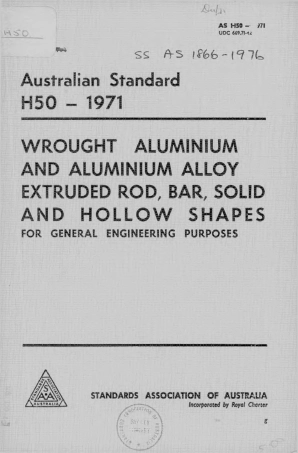 AS H50 – 1971
UDC 669.71-4
H50
SS AS 1866-1976
Australian Standard
H50 – 1971
WROUGHT ALUMINIUM
AND ALUMINIUM ALLOY
EXTRUDED ROD, BAR, SOLID
AND HOLLOW SHAPES
FOR GENERAL ENGINEERING PURPOSES
SAA
AUSTRALIA
STANDARDS ASSOCIATION OF AUSTRALIA
Incorporated by Royal Charter